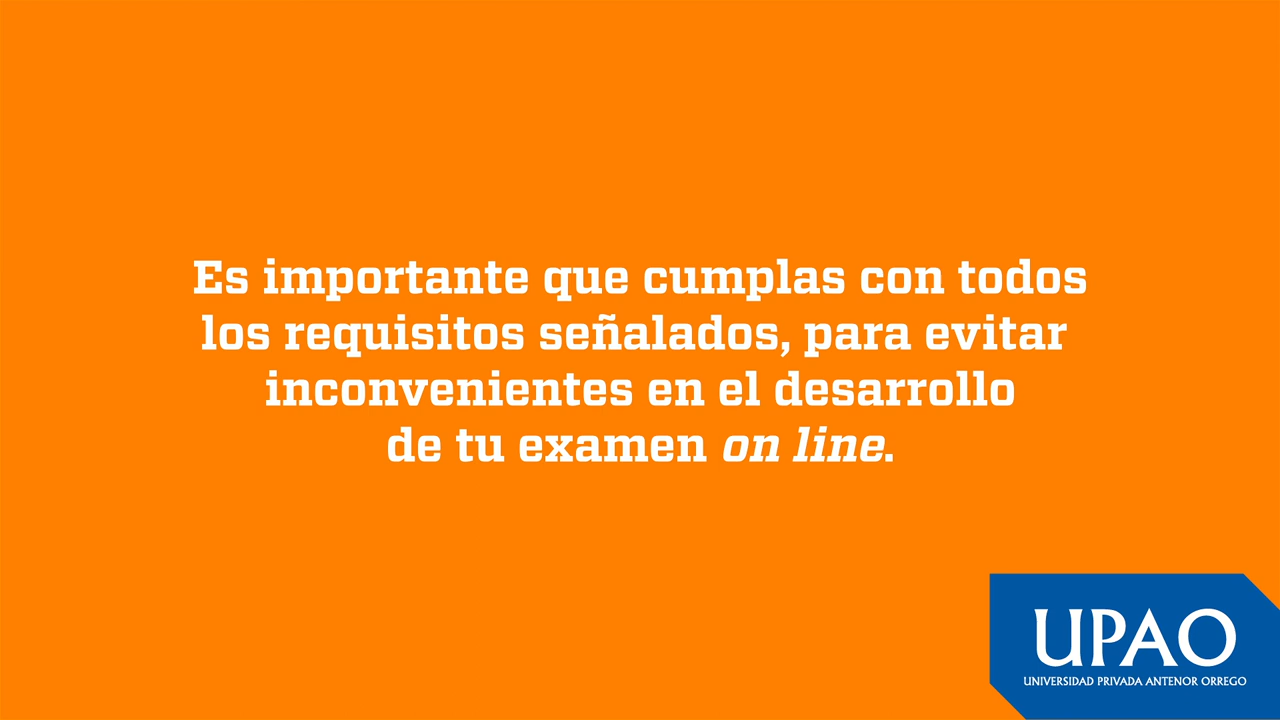 Es importante que cumplas con todos
los requisitos señalados, para evitar
inconvenientes en el desarrollo
de tu examen on line.
UPAO
UNIVERSIDAD PRIVADA ANTENOR ORREGO